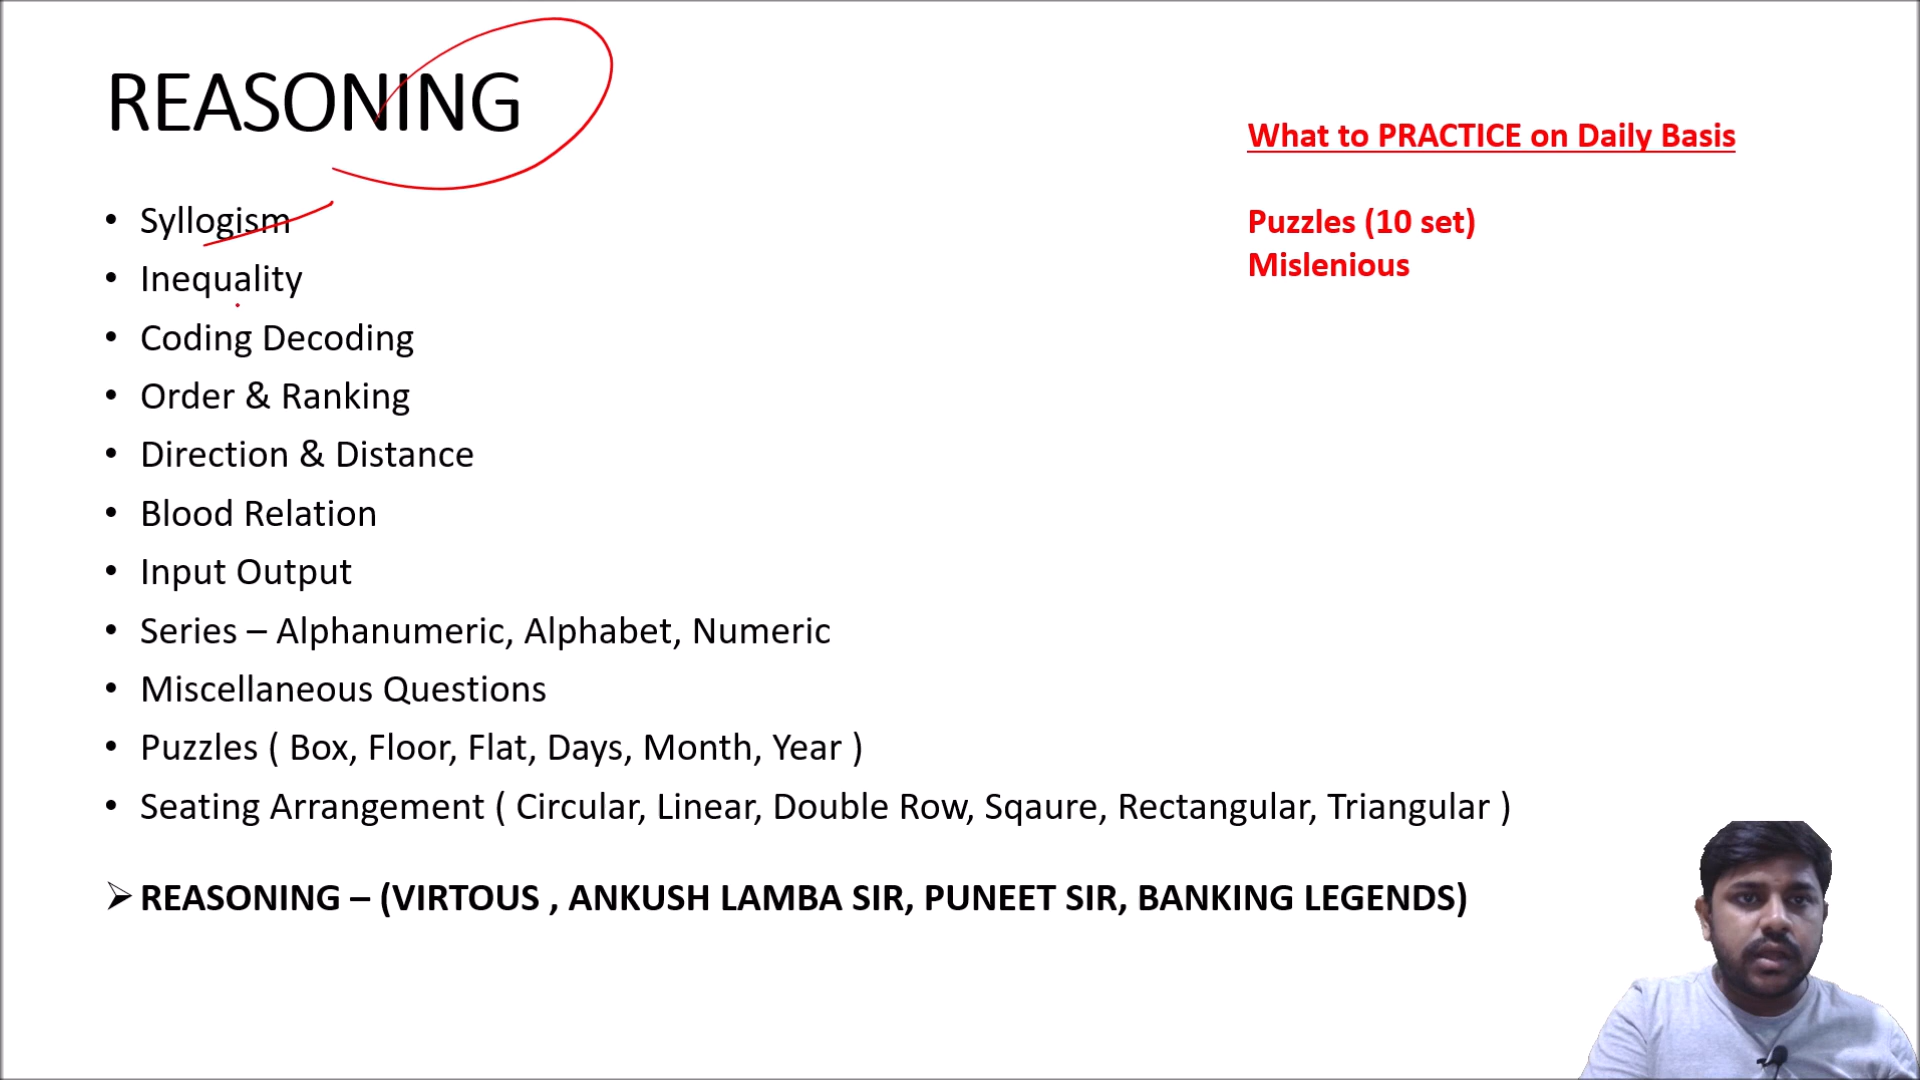 REASONING
What to PRACTICE on Daily Basis
• Syllogism
Puzzles (10 set)
Mislenious
• Inequality
• Coding Decoding
• Order & Ranking
• Direction & Distance
• Blood Relation
• Input Output
• Series – Alphanumeric, Alphabet, Numeric
• Miscellaneous Questions
• Puzzles ( Box, Floor, Flat, Days, Month, Year )
• Seating Arrangement ( Circular, Linear, Double Row, Sqaure, Rectangular, Triangular )
➢ REASONING – (VIRTOUS , ANKUSH LAMBA SIR, PUNEET SIR, BANKING LEGENDS)